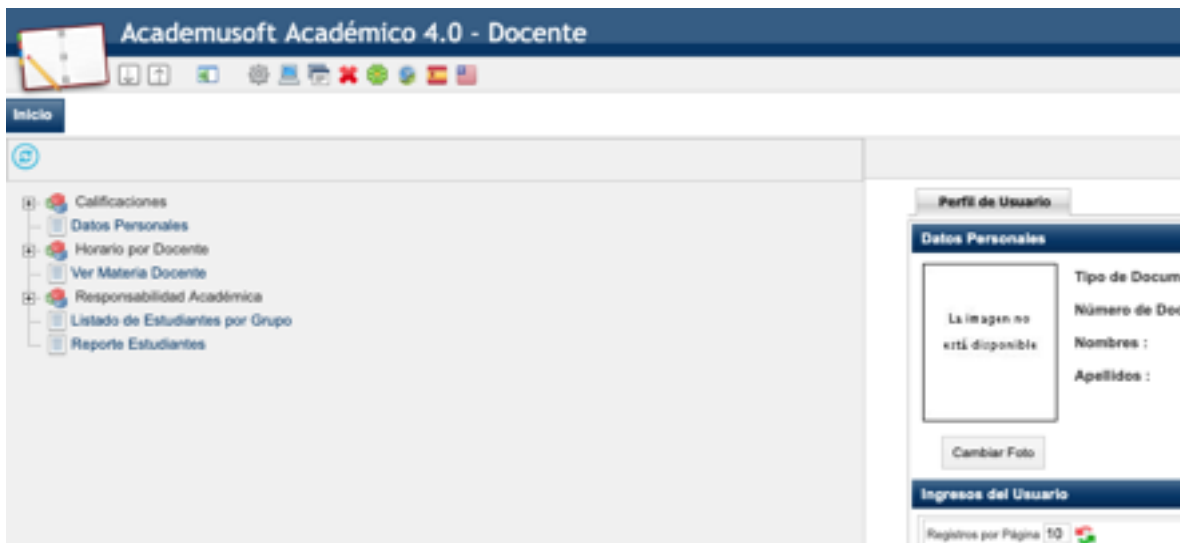 Academusoft Académico 4.0 - Docente
Inicio
Calificaciones
Datos Personales
Horario por Docente
Ver Materia Docente
Responsabilidad Académica
Listado de Estudiantes por Grupo
Reporte Estudiantes
Perfil de Usuario
Datos Personales
La imagen no
está disponible
Tipo de Docum
Número de Doc
Nombres :
Apellidos :
Cambiar Foto
Ingresos del Usuario
Registros por Página 10